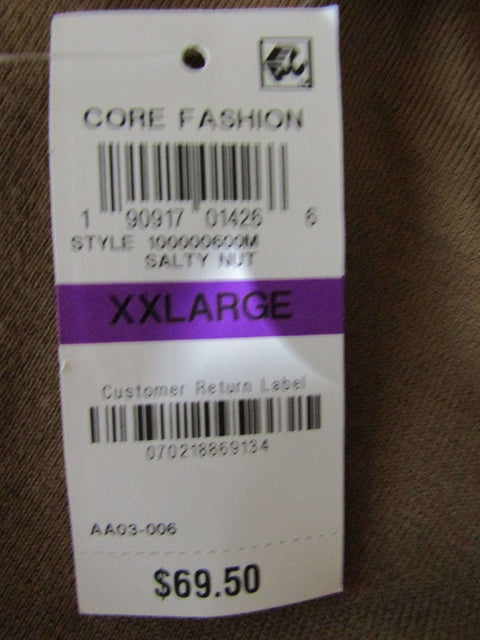 CORE FASHION
1 90917 01426 6
STYLE 100000600M
SALTY NUT
XXLARGE
Customer Return Label
070218869134
AA03-006
$69.50